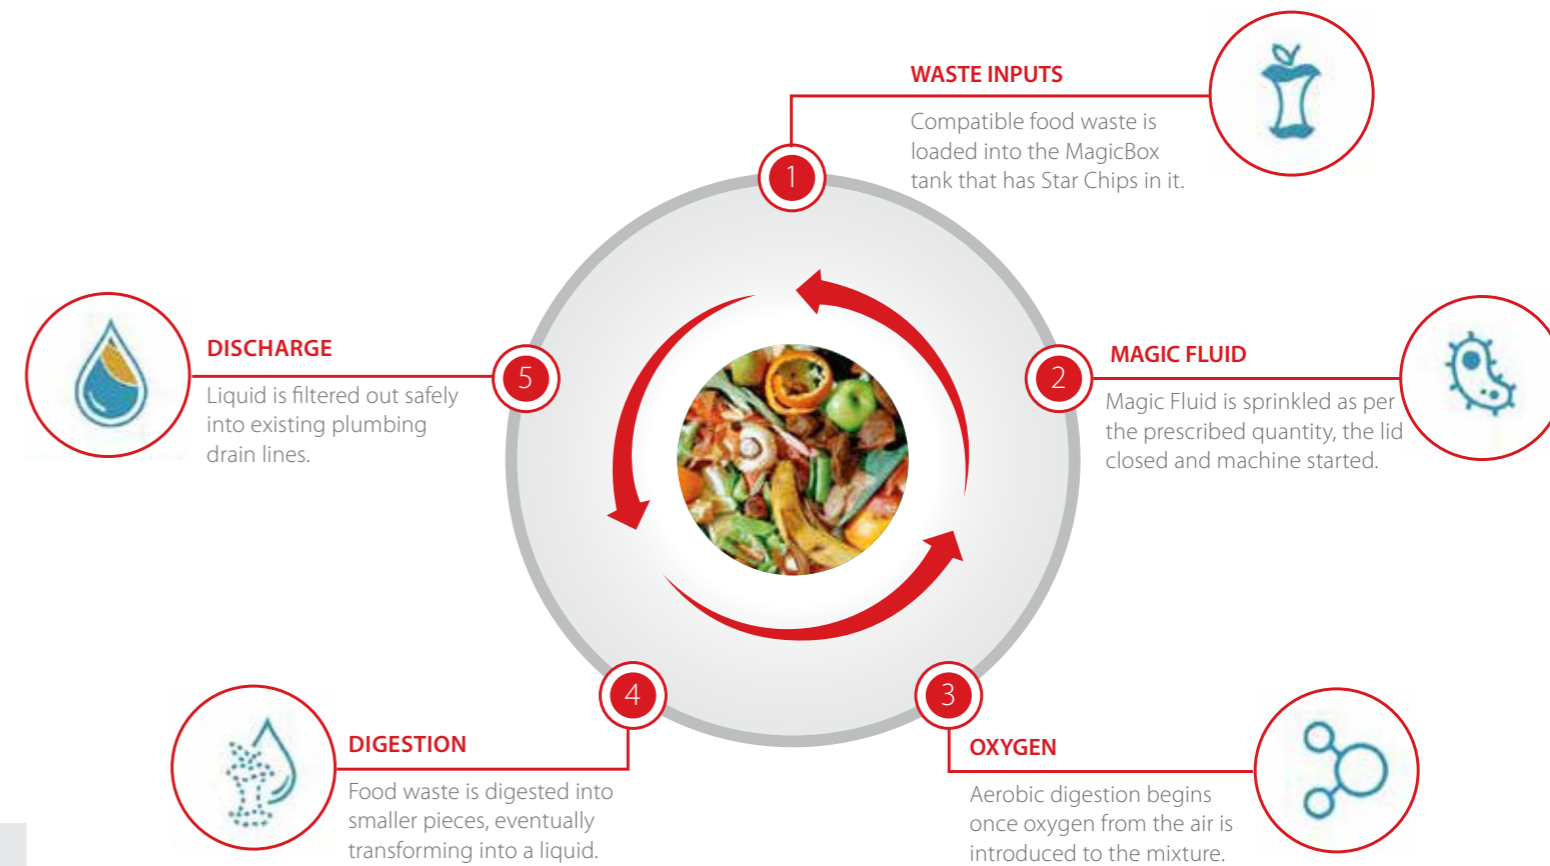 1
WASTE INPUTS
Compatible food waste is
loaded into the MagicBox
tank that has Star Chips in it.
2
MAGIC FLUID
Magic Fluid is sprinkled as per
the prescribed quantity, the lid
closed and machine started.
3
OXYGEN
Aerobic digestion begins
once oxygen from the air is
introduced to the mixture.
4
DIGESTION
Food waste is digested into
smaller pieces, eventually
transforming into a liquid.
5
DISCHARGE
Liquid is filtered out safely
into existing plumbing
drain lines.